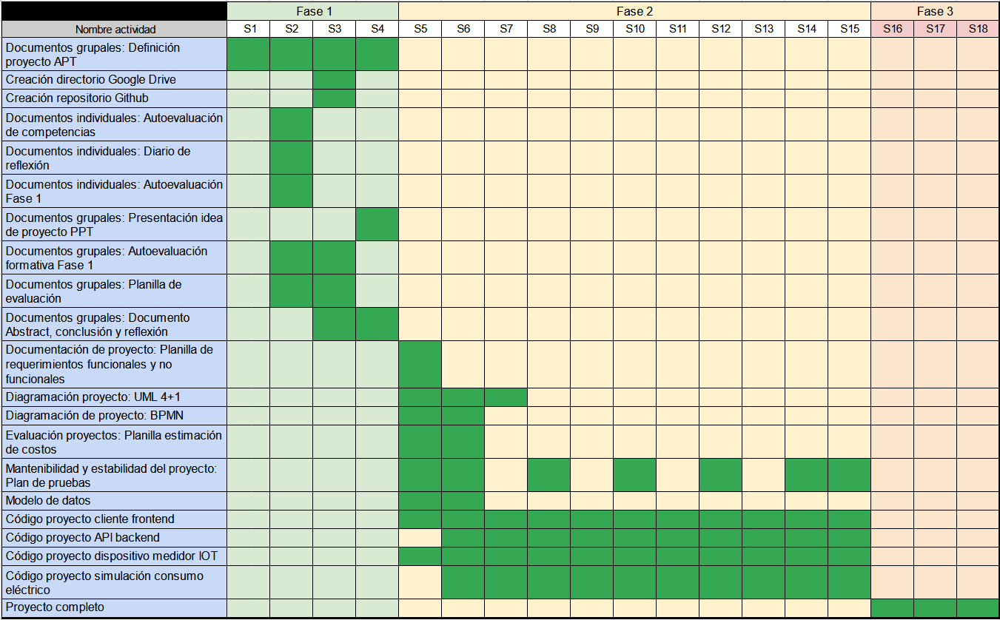 Fase 1 Fase 2 Fase 3
Nombre actividad S1 S2 S3 S4 S5 S6 S7 S8 S9 S10 S11 S12 S13 S14 S15 S16 S17 S18
Documentos grupales: Definición
proyecto APT
Creación directorio Google Drive
Creación repositorio Github
Documentos individuales: Autoevaluación
de competencias
Documentos individuales: Diario de
reflexión
Documentos individuales: Autoevaluación
Fase 1
Documentos grupales: Presentación idea
de proyecto PPT
Documentos grupales: Autoevaluación
formativa Fase 1
Documentos grupales: Planilla de
evaluación
Documentos grupales: Documento
Abstract, conclusión y reflexión
Documentación de proyecto: Planilla de
requerimientos funcionales y no
funcionales
Diagramación proyecto: UML 4+1
Diagramación de proyecto: BPMN
Evaluación proyectos: Planilla estimación
de costos
Mantenibilidad y estabilidad del proyecto:
Plan de pruebas
Modelo de datos
Código proyecto cliente frontend
Código proyecto API backend
Código proyecto dispositivo medidor IOT
Código proyecto simulación consumo
eléctrico
Proyecto completo